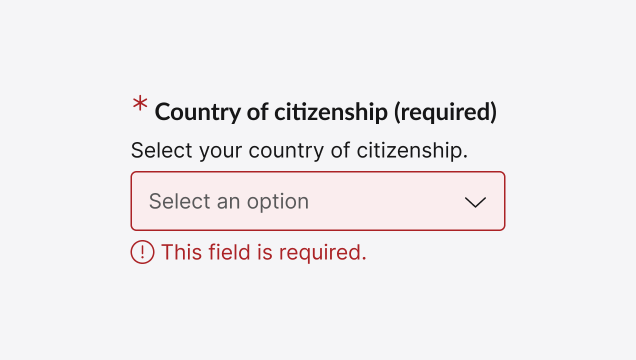 * Country of citizenship (required)
Select your country of citizenship.
Select an option
This field is required.